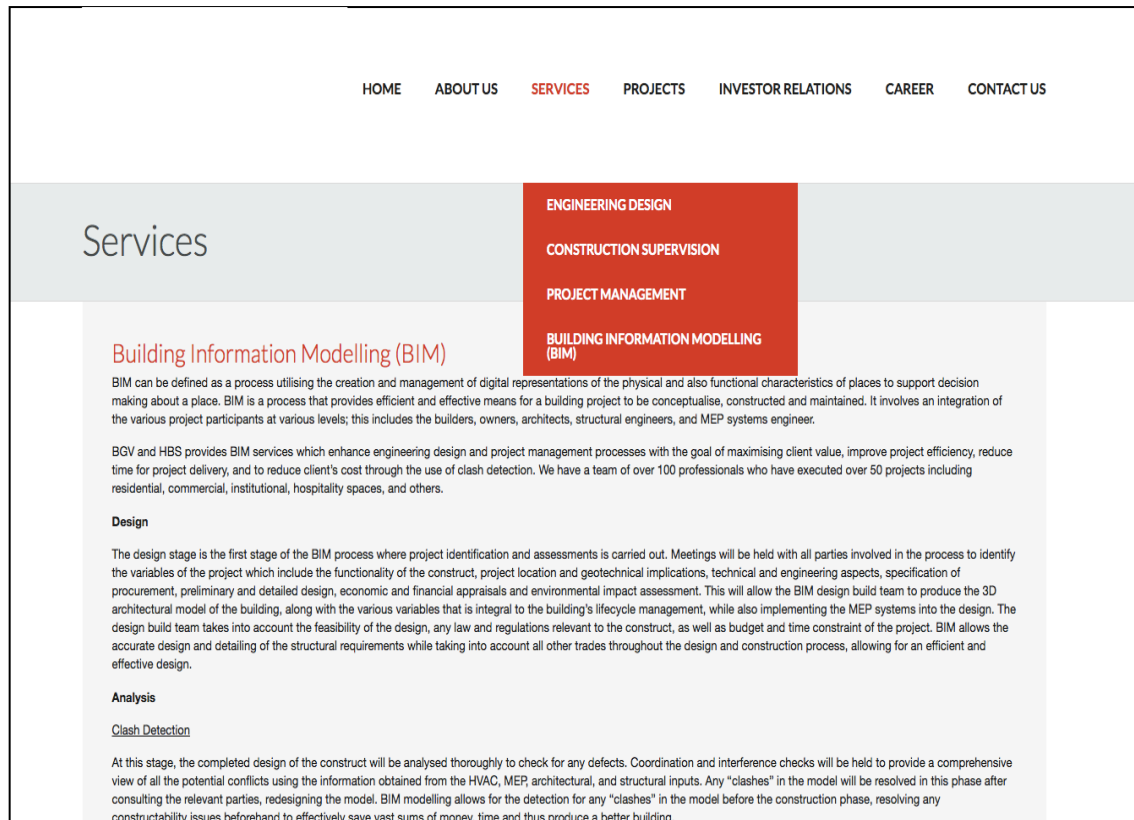 HOME ABOUT US SERVICES PROJECTS INVESTOR RELATIONS CAREER CONTACT US
ENGINEERING DESIGN
Services
CONSTRUCTION SUPERVISION
PROJECT MANAGEMENT
BUILDING INFORMATION MODELLING
(BIM)
Building Information Modelling (BIM)
BIM can be defined as a process utilising the creation and management of digital representations of the physical and also functional characteristics of places to support decision
making about a place. BIM is a process that provides efficient and effective means for a building project to be conceptualise, constructed and maintained. It involves an integration of
the various project participants at various levels; this includes the builders, owners, architects, structural engineers, and MEP systems engineer.
BGV and HBS provides BIM services which enhance engineering design and project management processes with the goal of maximising client value, improve project efficiency, reduce
time for project delivery, and to reduce client's cost through the use of clash detection. We have a team of over 100 professionals who have executed over 50 projects including
residential, commercial, institutional, hospitality spaces, and others.
Design
The design stage is the first stage of the BIM process where project identification and assessments is carried out. Meetings will be held with all parties involved in the process to identify
the variables of the project which include the functionality of the construct, project location and geotechnical implications, technical and engineering aspects, specification of
procurement, preliminary and detailed design, economic and financial appraisals and environmental impact assessment. This will allow the BIM design build team to produce the 3D
architectural model of the building, along with the various variables that is integral to the building's lifecycle management, while also implementing the MEP systems into the design. The
design build team takes into account the feasibility of the design, any law and regulations relevant to the construct, as well as budget and time constraint of the project. BIM allows the
accurate design and detailing of the structural requirements while taking into account all other trades throughout the design and construction process, allowing for an efficient and
effective design.
Analysis
Clash Detection
At this stage, the completed design of the construct will be analysed thoroughly to check for any defects. Coordination and interference checks will be held to provide a comprehensive
view of all the potential conflicts using the information obtained from the HVAC, MEP, architectural, and structural inputs. Any “clashes” in the model will be resolved in this phase after
consulting the relevant parties, redesigning the model. BIM modelling allows for the detection for any “clashes” in the model before the construction phase, resolving any
constructability issues beforehand to effectively save vast sums of money, time and thus produce a better building.